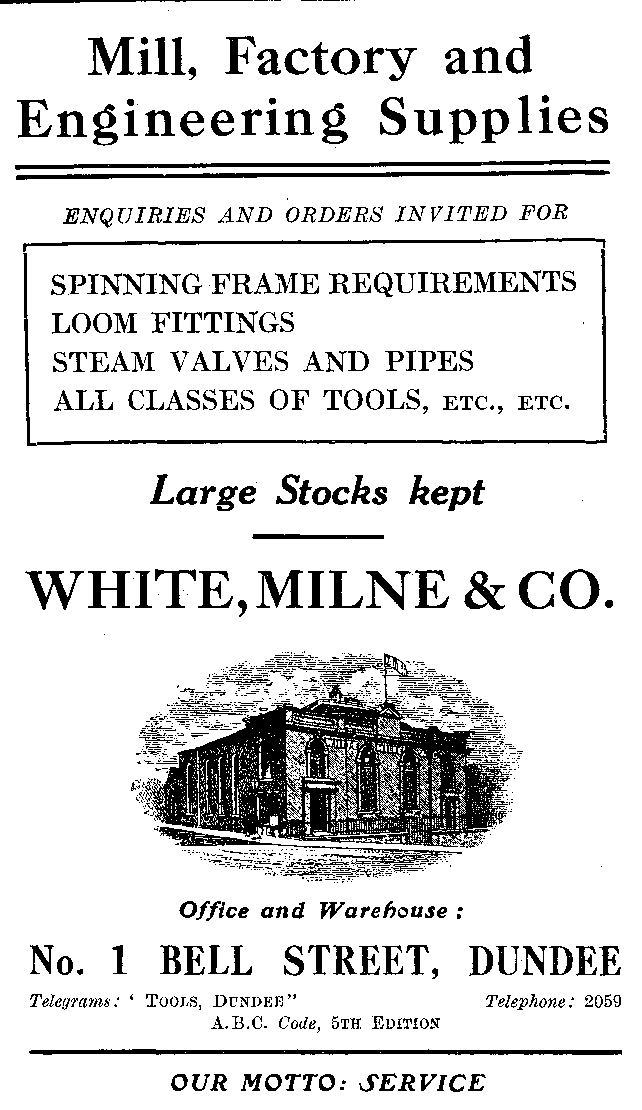 Mill, Factory and
Engineering Supplies
ENQUIRIES AND ORDERS INVITED FOR
SPINNING FRAME REQUIREMENTS
LOOM FITTINGS
STEAM VALVES AND PIPES
ALL CLASSES OF TOOLS, ETC., ETC.
Large Stocks kept
WHITE, MILNE & CO.
Office and Warehouse :
No. 1 BELL STREET, DUNDEE
Telegrams: ‘ TOOLS, DUNDEE” Telephone: 2059
A.B.C. Code, 5TH EDITION
OUR MOTTO: SERVICE